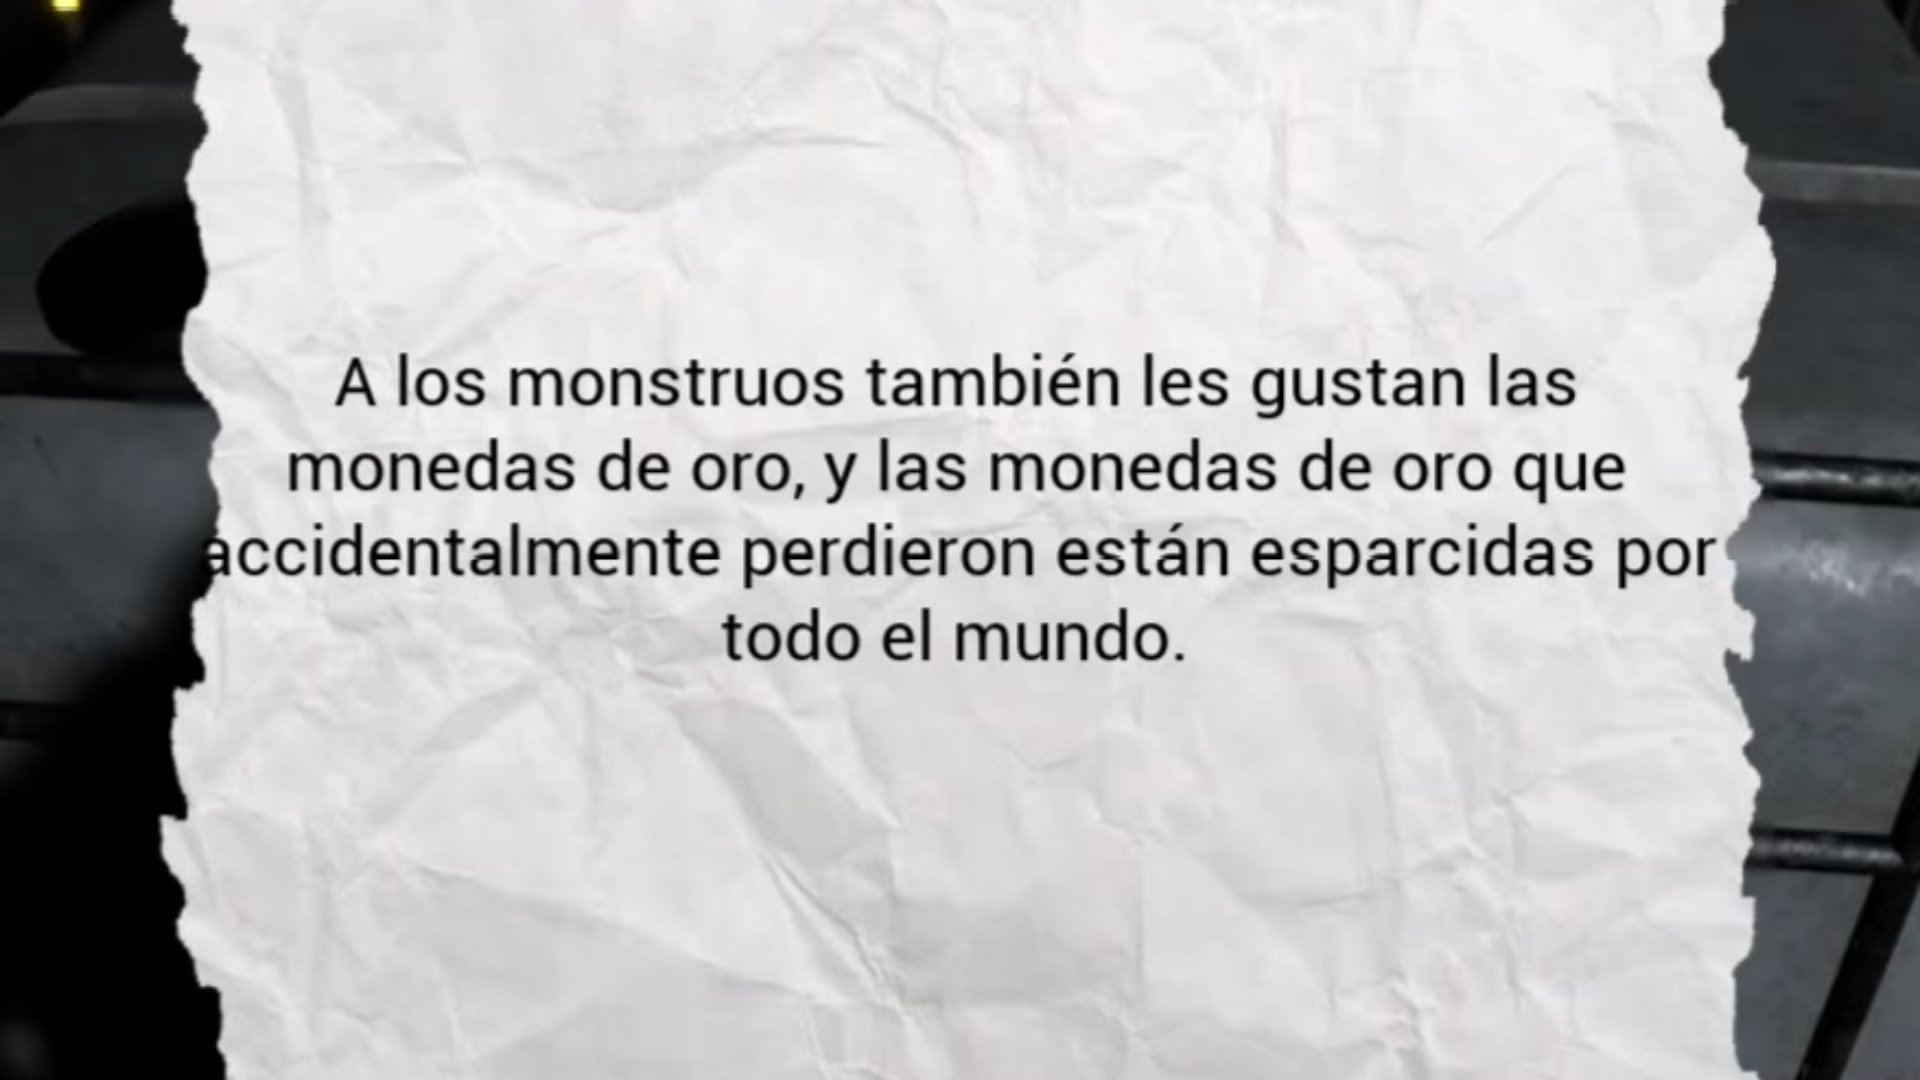 A los monstruos también les gustan las
monedas de oro, y las monedas de oro que
accidentalmente perdieron están esparcidas por
todo el mundo.